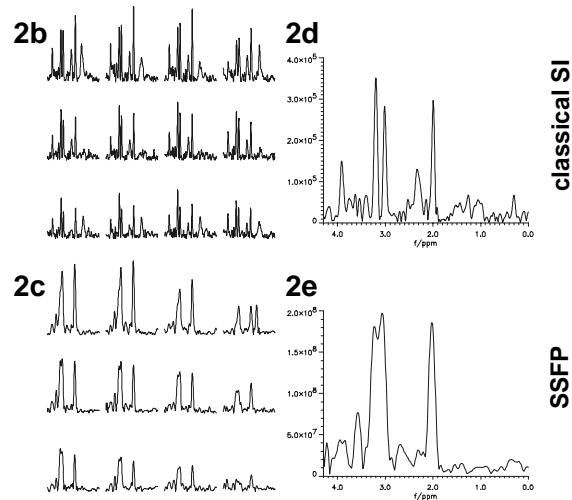 2b
2d
classical SI
4.0×10⁵
3.0×10⁵
2.0×10⁵
1.0×10⁵
0
4.0 3.0 2.0 1.0 0.0
f/ppm
2c
2e
SSFP
2.0×10⁸
1.5×10⁸
1.0×10⁸
5.0×10⁷
0
4.0 3.0 2.0 1.0 0.0
f/ppm